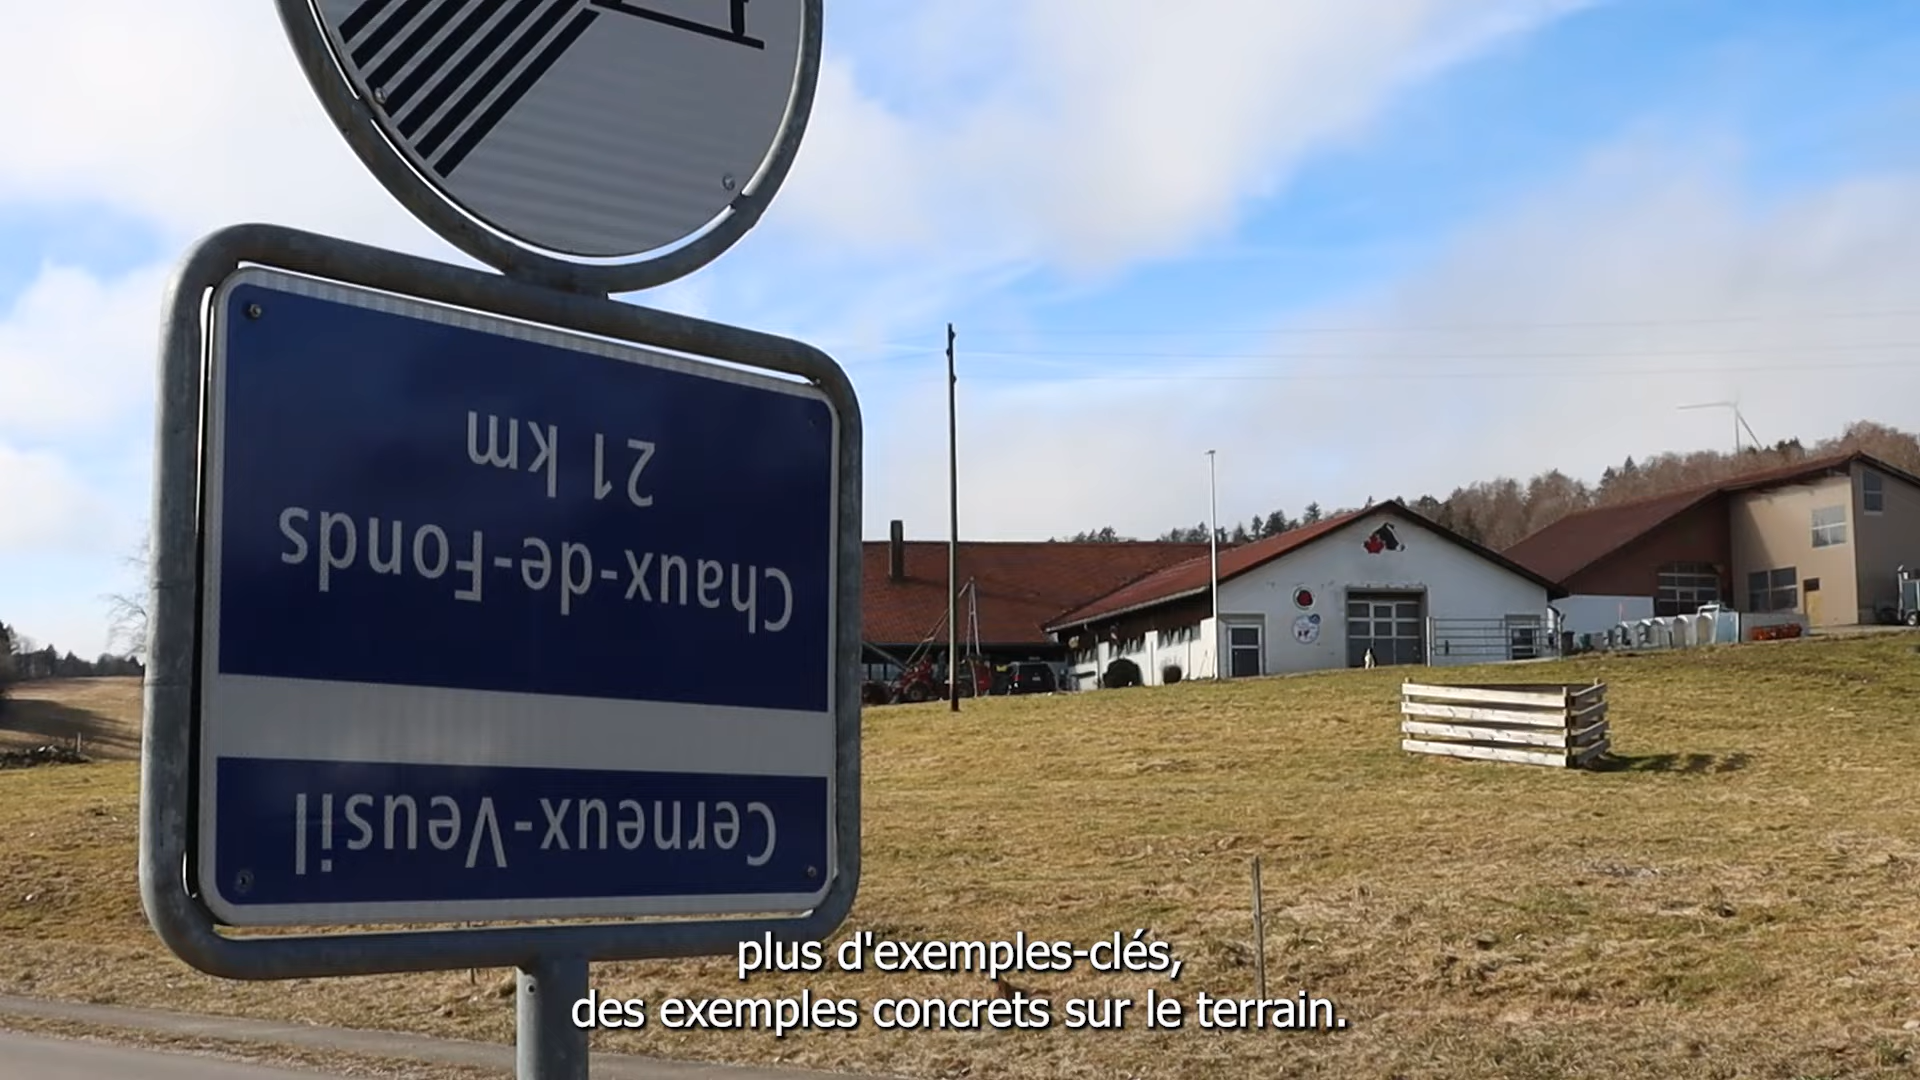 Cerneux-Veusil
Chaux-de-Fonds
21 km
plus d'exemples-clés,
des exemples concrets sur le terrain.